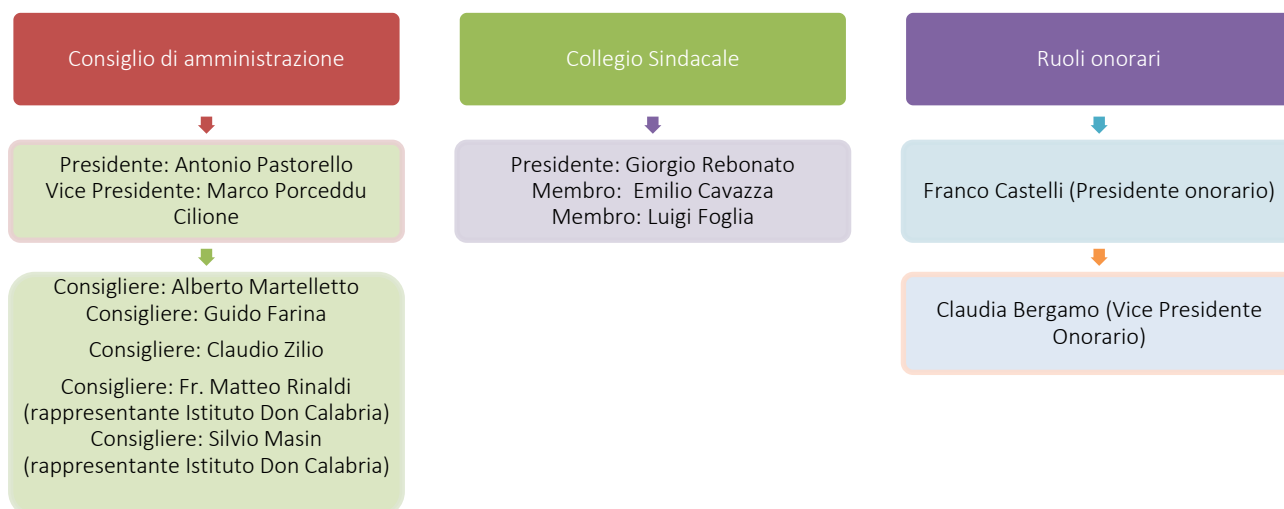 Consiglio di amministrazione
Presidente: Antonio Pastorello
Vice Presidente: Marco Porceddu
Cilione
Consigliere: Alberto Martelletto
Consigliere: Guido Farina
Consigliere: Claudio Zilio
Consigliere: Fr. Matteo Rinaldi
(rappresentante Istituto Don Calabria)
Consigliere: Silvio Masin
(rappresentante Istituto Don Calabria)
Collegio Sindacale
Presidente: Giorgio Rebonato
Membro: Emilio Cavazza
Membro: Luigi Foglia
Ruoli onorari
Franco Castelli (Presidente onorario)
Claudia Bergamo (Vice Presidente
Onorario)